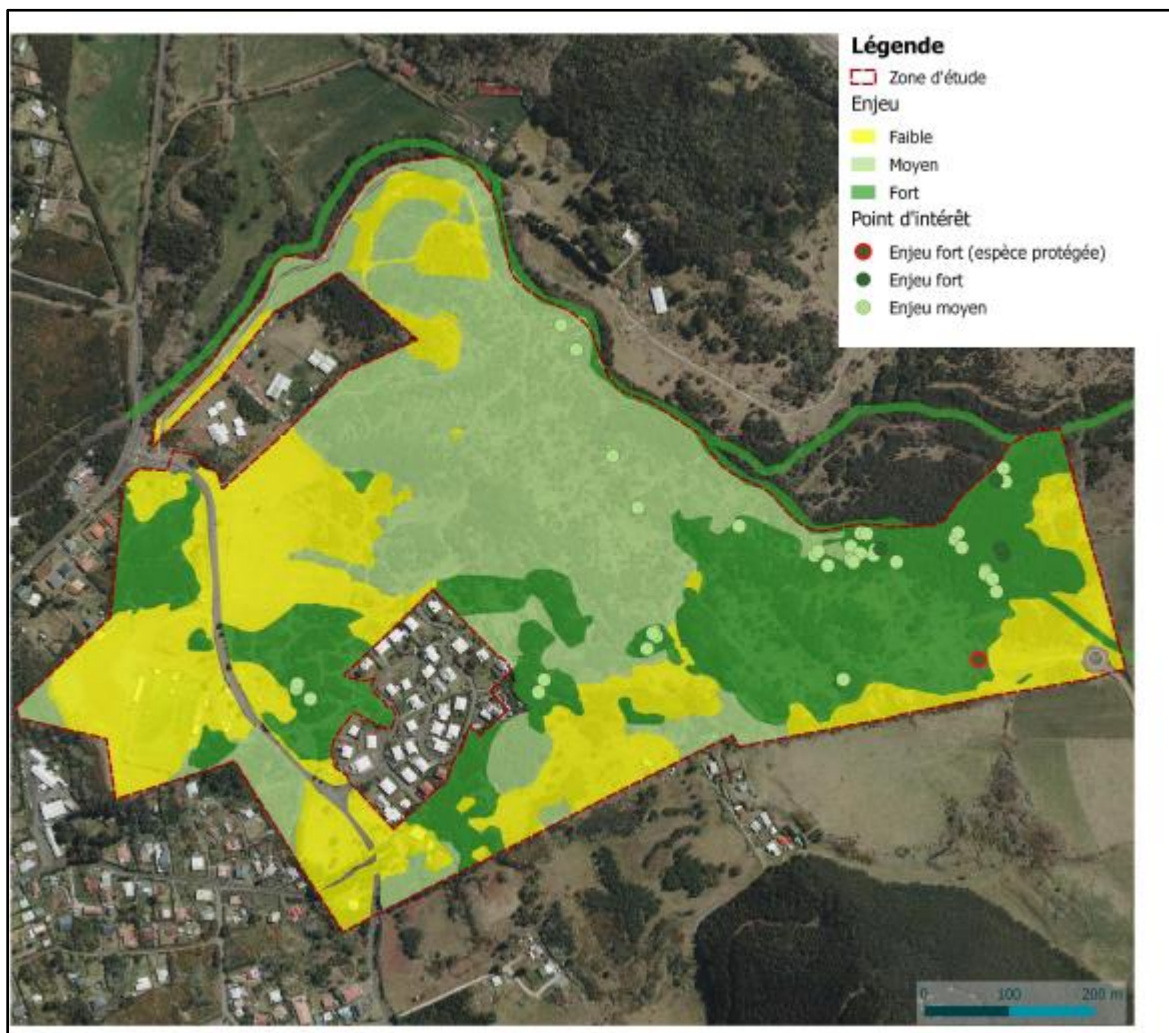 Légende
Zone d'étude
Enjeu
Faible
Moyen
Fort
Point d'intérêt
Enjeu fort (espèce protégée)
Enjeu fort
Enjeu moyen
0 100 200 m